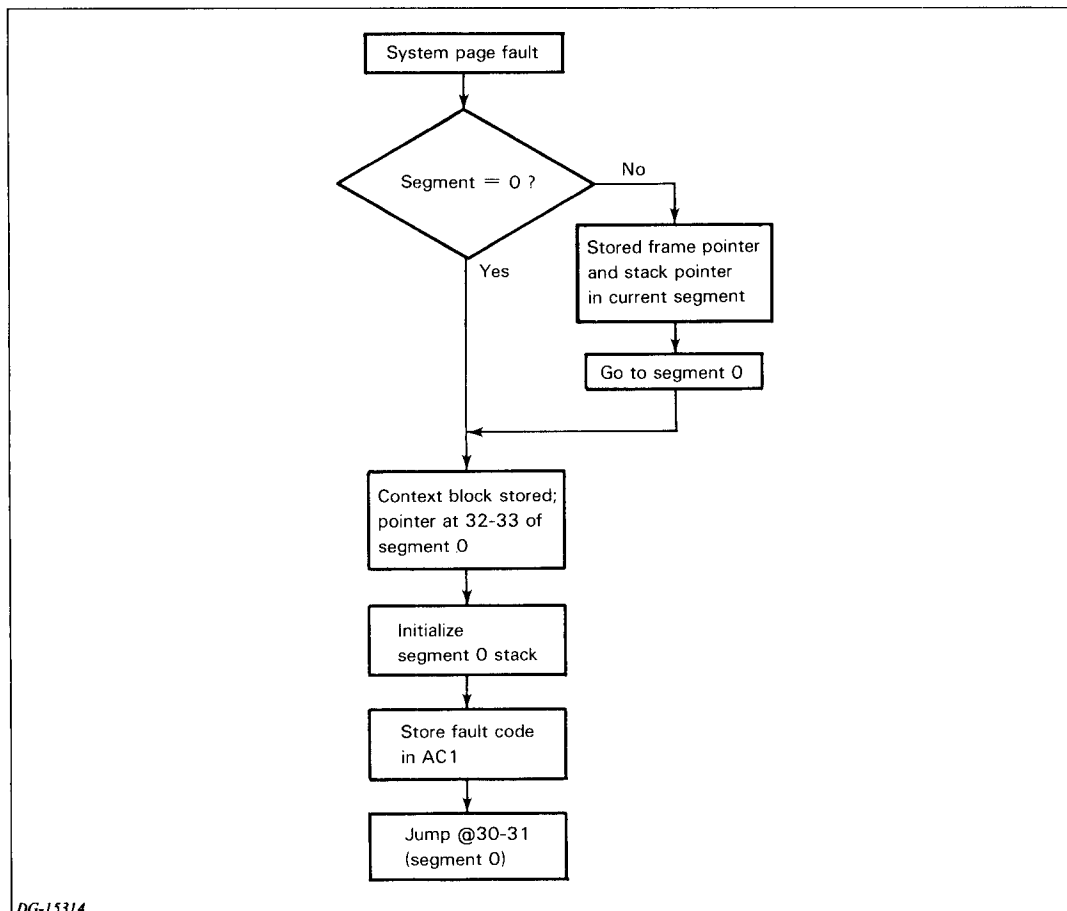 System page fault
Segment = 0 ?
No
Yes
Stored frame pointer
and stack pointer
in current segment
Go to segment 0
Context block stored;
pointer at 32-33 of
segment 0
Initialize
segment 0 stack
Store fault code
in AC1
Jump @30-31
(segment 0)
DG-15314